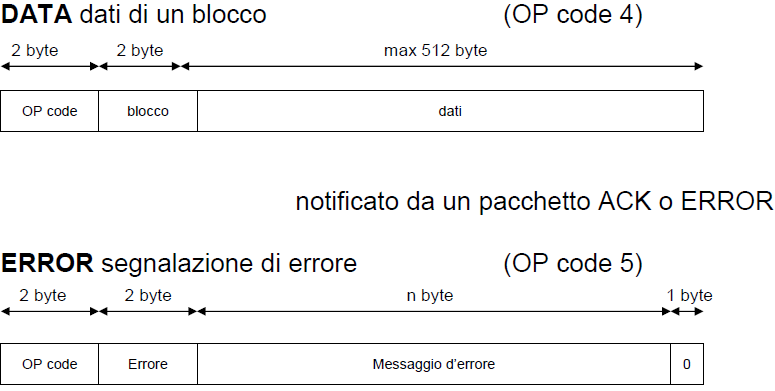 DATA dati di un blocco (OP code 4)
2 byte 2 byte max 512 byte
OP code blocco dati
notificato da un pacchetto ACK o ERROR
ERROR segnalazione di errore (OP code 5)
2 byte 2 byte n byte 1 byte
OP code Errore Messaggio d'errore 0